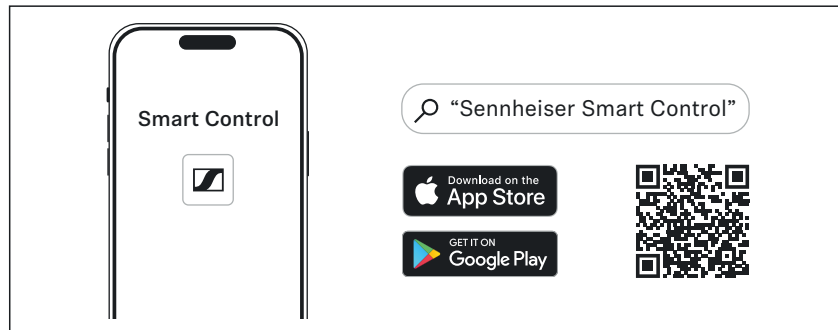 Smart Control
“Sennheiser Smart Control”
Download on the
App Store
GET IT ON
Google Play